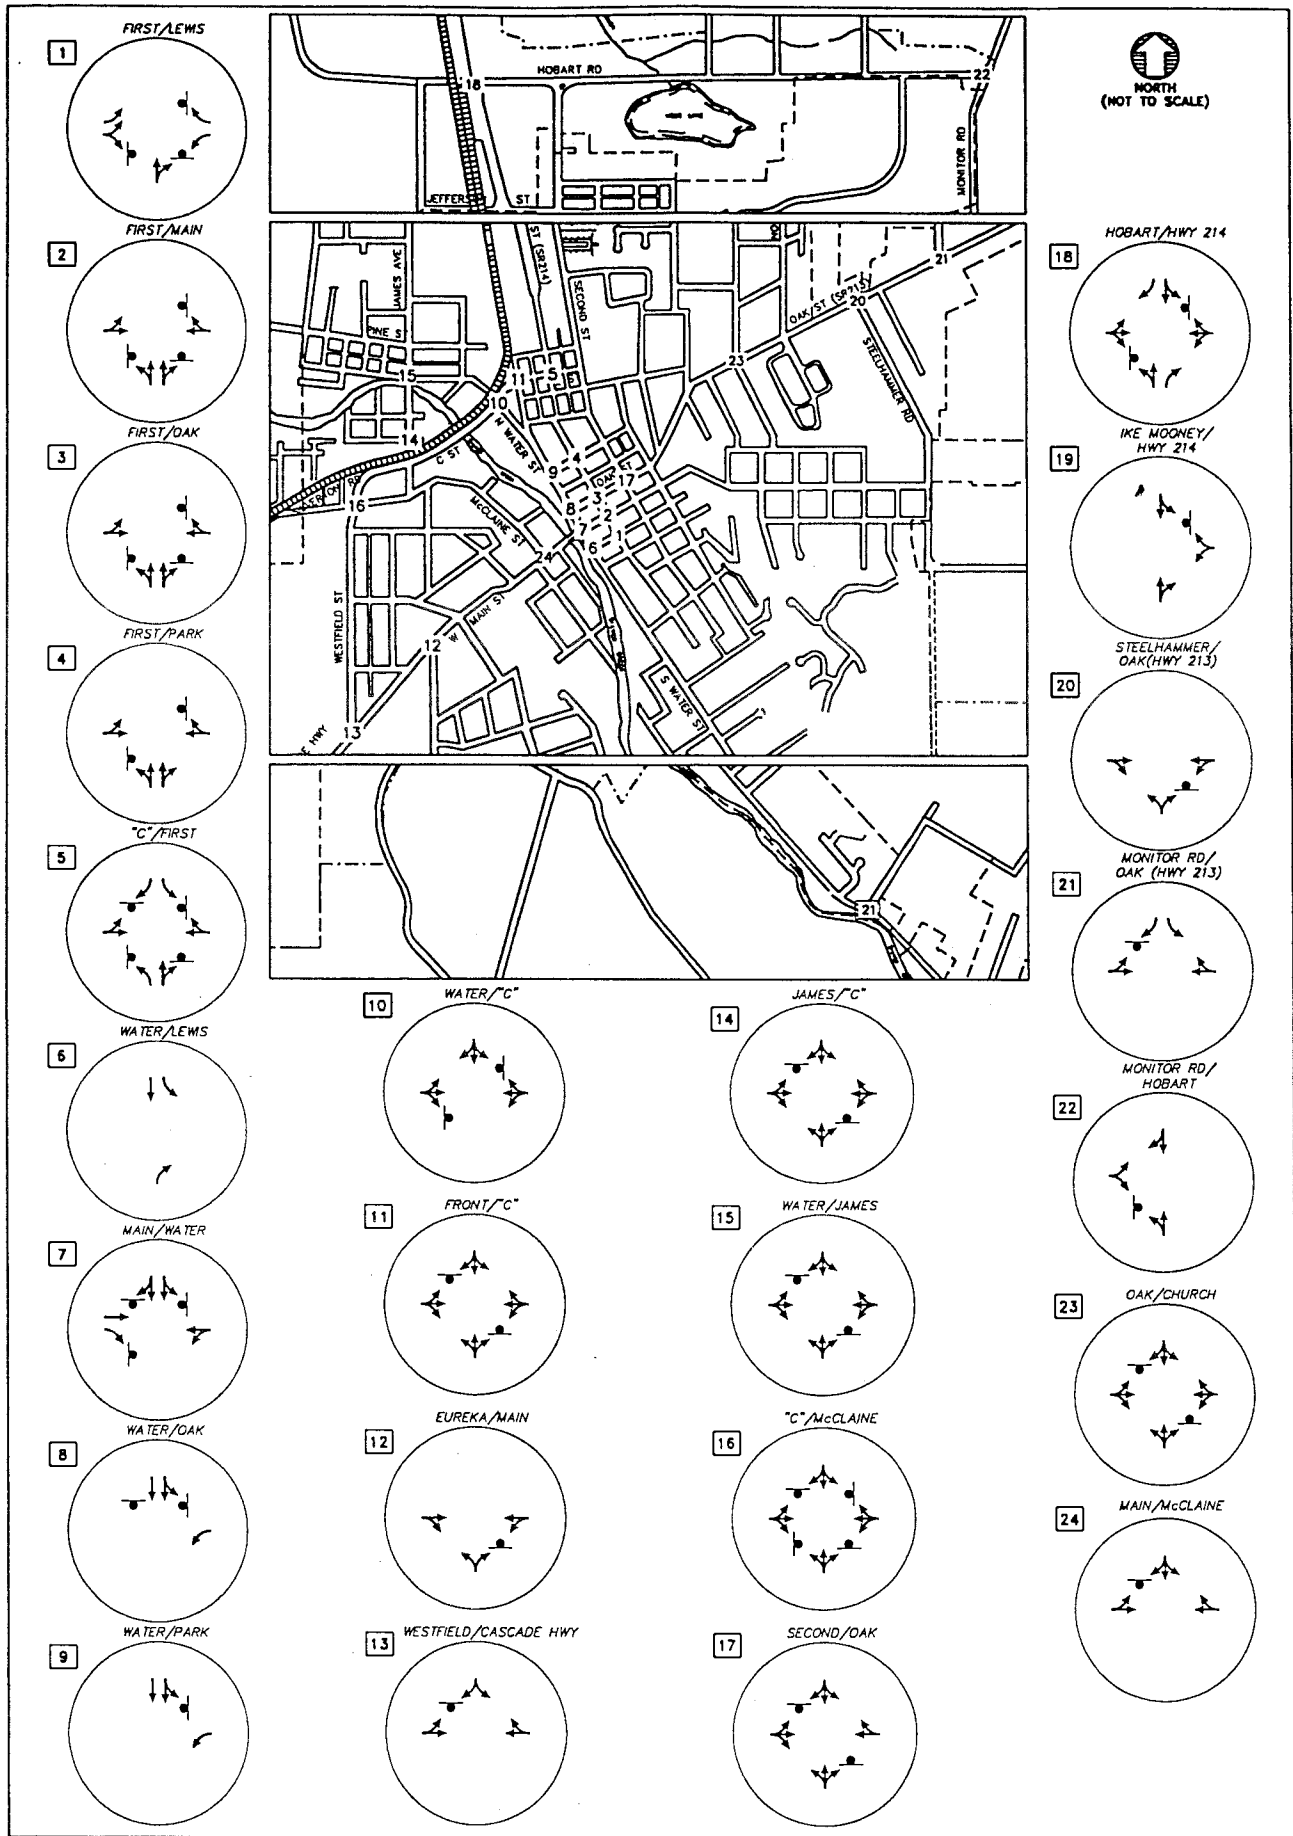 FIRST/LEWIS
1
FIRST/MAIN
2
FIRST/OAK
3
FIRST/PARK
4
"C"/FIRST
5
WATER/LEWIS
6
MAIN/WATER
7
WATER/OAK
8
WATER/PARK
9
HOBART RD
18
22
JEFFERS
ST
MONITOR RD
NORTH
(NOT TO SCALE)
JAMES AVE
ST (SR214)
SECOND ST
PINE ST
OAK ST (SR213)
21
20
STEELHAMMER RD
23
15
11
5
10
14
N WATER ST
C ST
9
4
OAK ST
17
3
8
2
7
1
6
16
McCLAINE ST
24
WESTFIELD ST
W MAIN ST
12
S WATER ST
13
HWY
21
WATER/"C"
10
FRONT/"C"
11
EUREKA/MAIN
12
WESTFIELD/CASCADE HWY
13
JAMES/"C"
14
WATER/JAMES
15
"C"/McCLAINE
16
SECOND/OAK
17
HOBART/HWY 214
18
IKE MOONEY/
HWY 214
19
STEELHAMMER/
OAK(HWY 213)
20
MONITOR RD/
OAK (HWY 213)
21
MONITOR RD/
HOBART
22
OAK/CHURCH
23
MAIN/McCLAINE
24